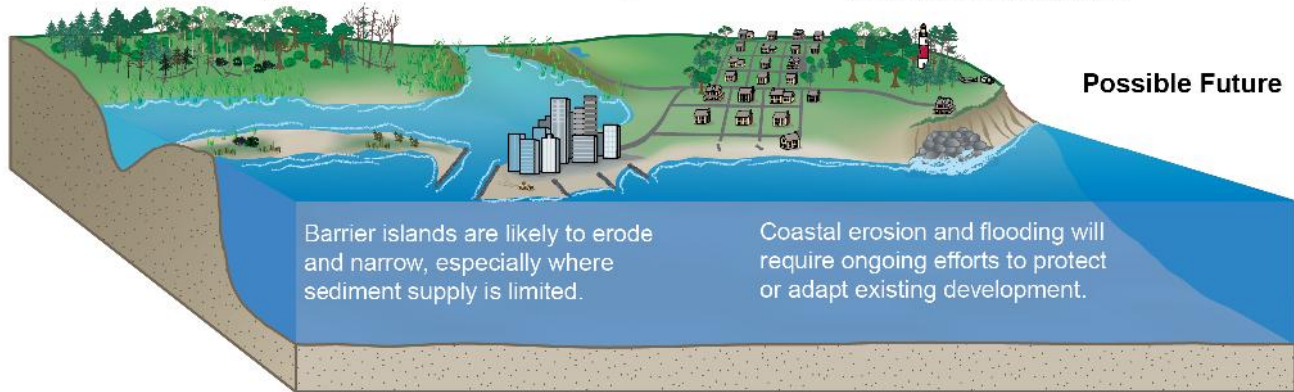 Possible Future
Barrier islands are likely to erode
and narrow, especially where
sediment supply is limited.
Coastal erosion and flooding will
require ongoing efforts to protect
or adapt existing development.